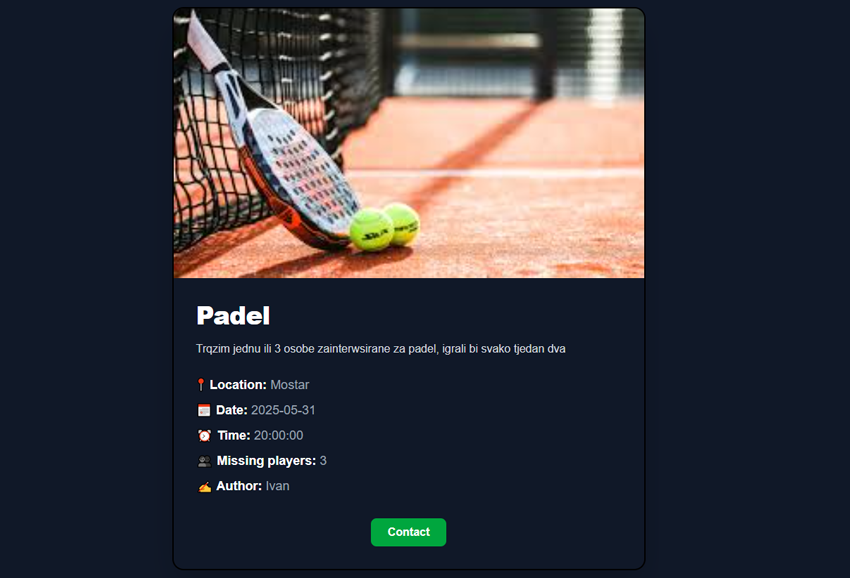 Padel
Trqzim jednu ili 3 osobe zainterwsirane za padel, igrali bi svako tjedan dva
Location: Mostar
Date: 2025-05-31
Time: 20:00:00
Missing players: 3
Author: Ivan
Contact